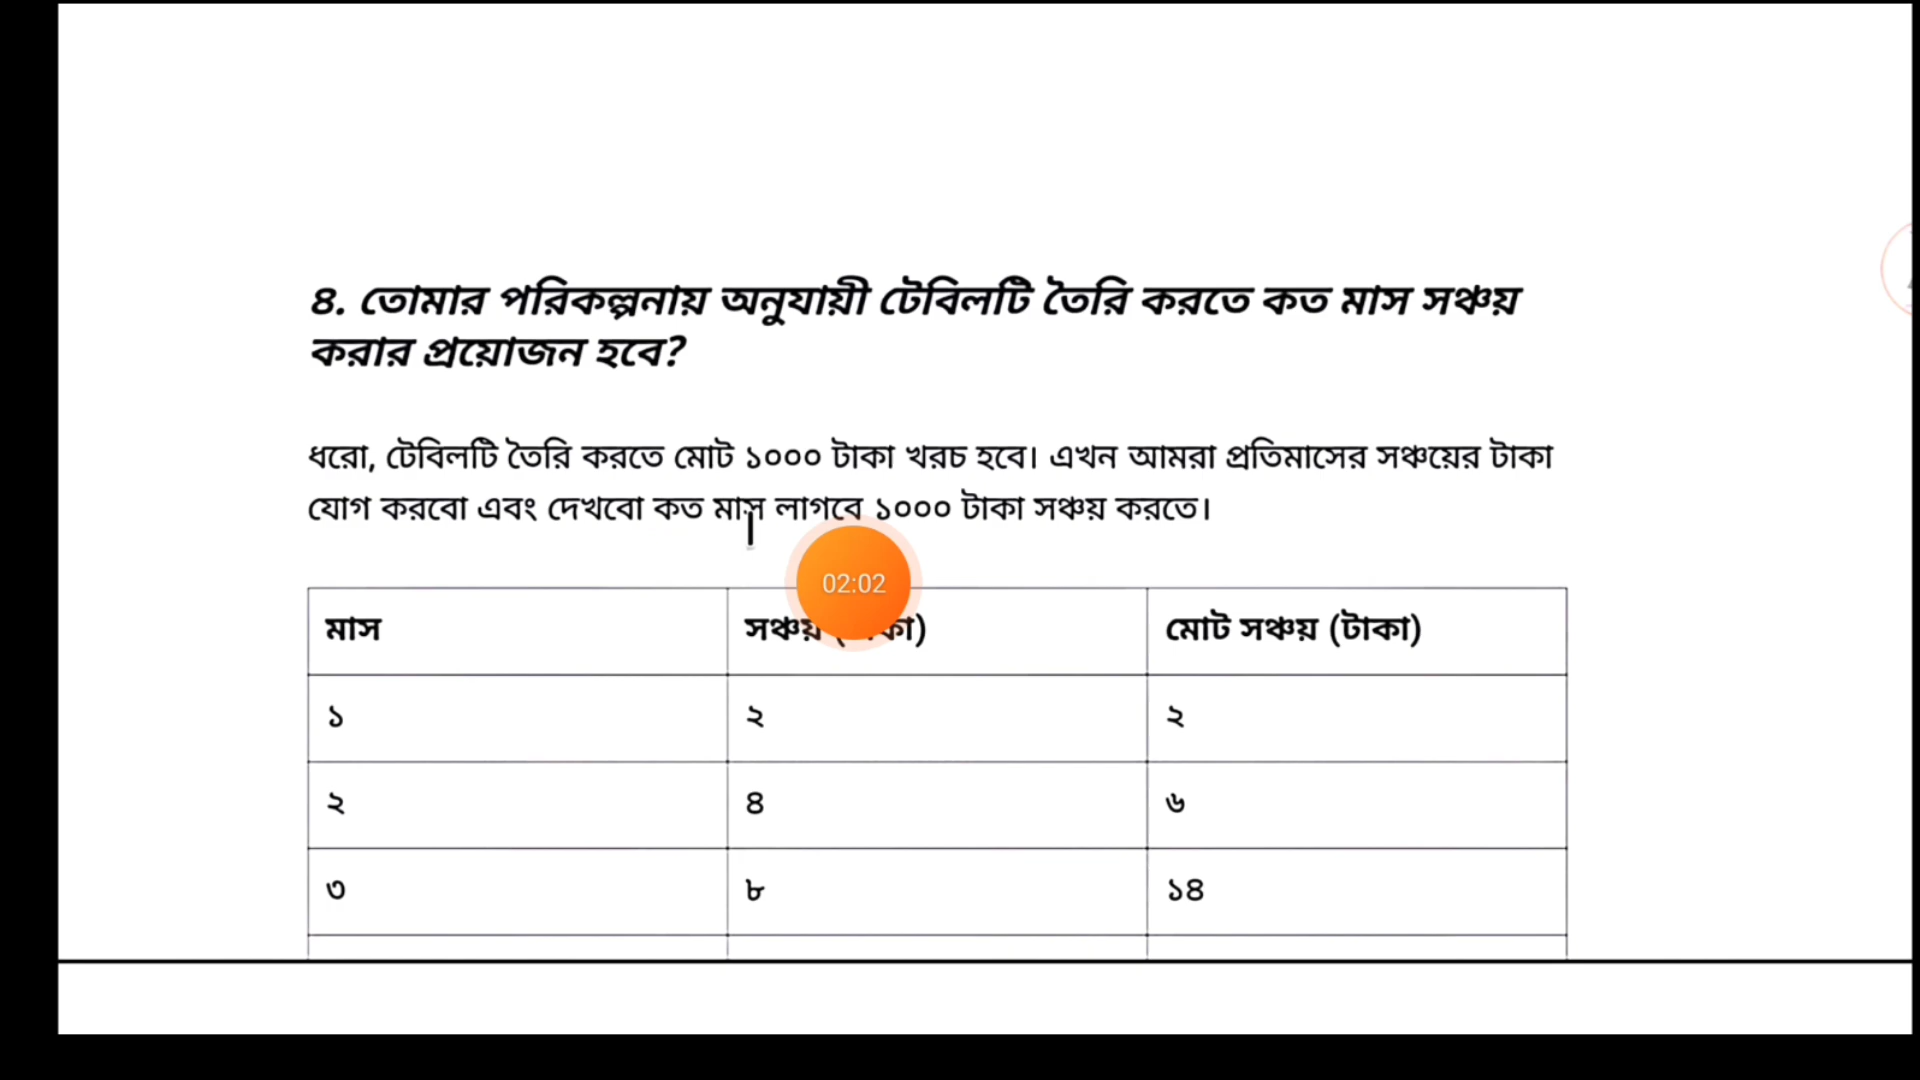 ৪. তোমার পরিকল্পনায় অনুযায়ী টেবিলটি তৈরি করতে কত মাস সঞ্চয়
করার প্রয়োজন হবে?
ধরো, টেবিলটি তৈরি করতে মোট ১০০০ টাকা খরচ হবে। এখন আমরা প্রতিমাসের সঞ্চয়ের টাকা
যোগ করবো এবং দেখবো কত মাস লাগবে ১০০০ টাকা সঞ্চয় করতে।
02:02
মাস সঞ্চয় মোট সঞ্চয় (টাকা)
১ ২ ২
২ ৪ ৬
৩ ৮ ১৪